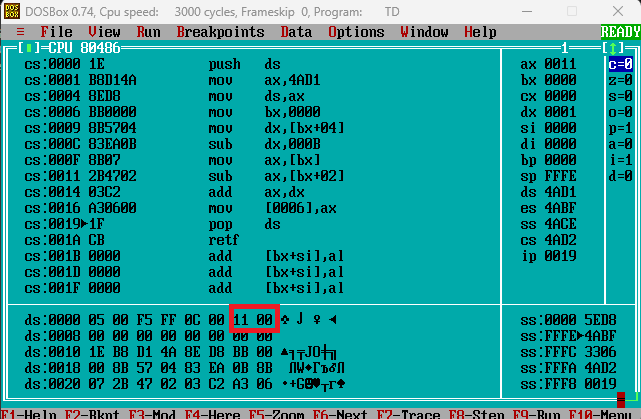 DOSBox 0.74, Cpu speed: 3000 cycles, Frameskip 0, Program: TD
≡ File View Run Breakpoints Data Options Window Help READY
[■]=CPU 80486 1 [↕]
cs:0000 1E push ds ax 0011 c=0
cs:0001 B8D14A mov ax,4AD1 bx 0000 z=0
cs:0004 8ED8 mov ds,ax cx 0000 s=0
cs:0006 BB0000 mov bx,0000 dx 0001 o=0
cs:0009 8B5704 mov dx,[bx+04] si 0000 p=1
cs:000C 83EA0B sub dx,000B di 0000 a=0
cs:000F 8B07 mov ax,[bx] bp 0000 i=1
cs:0011 2B4702 sub ax,[bx+02] sp FFFE d=0
cs:0014 03C2 add ax,dx ds 4AD1
cs:0016 A30600 mov [0006],ax es 4ABF
cs:0019►1F pop ds ss 4ACE
cs:001A CB retf cs 4AD2
cs:001B 0000 add [bx+si],al ip 0019
cs:001D 0000 add [bx+si],al
cs:001F 0000 add [bx+si],al
ds:0000 05 00 F5 FF 0C 00 11 00 ♣ J ♀ ◄ ss:0000 5ED8
ds:0008 00 00 00 00 00 00 00 00 ss:FFFE►4ABF
ds:0010 1E B8 D1 4A 8E D8 BB 00 ss:FFFC 3306
ds:0018 00 8B 57 04 83 EA 0B 8B ss:FFFA 4AD2
ds:0020 07 2B 47 02 03 C2 A3 06 ss:FFF8 0019
F1-Help F2-Bkpt F3-Mod F4-Here F5-Zoom F6-Next F7-Trace F8-Step F9-Run F10-Menu